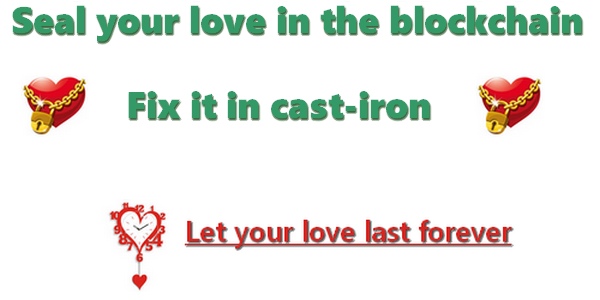 Seal your love in the blockchain
Fix it in cast-iron
Let your love last forever